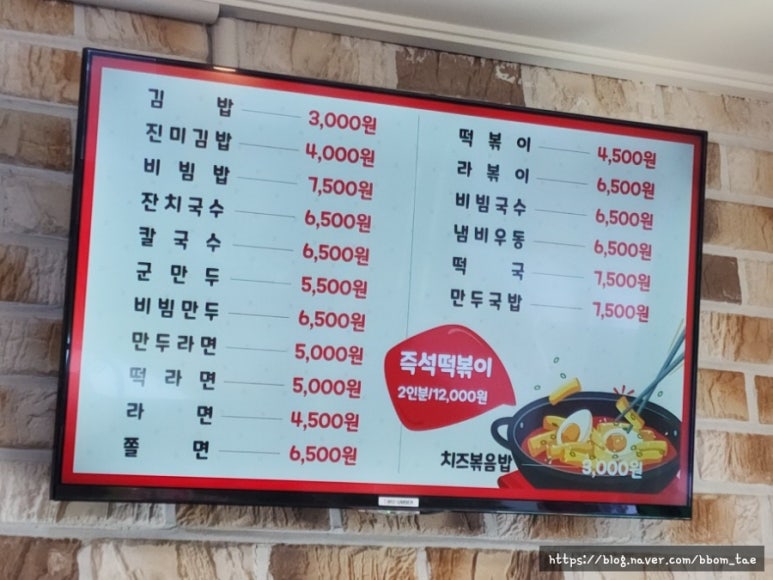 김 밥 3,000원
진미김밥 4,000원
비 빔 밥 7,500원
잔치국수 6,500원
칼 국 수 6,500원
군 만 두 5,500원
비빔만두 6,500원
만두라면 5,000원
떡 라 면 5,000원
라 면 4,500원
쫄 면 6,500원
떡 볶 이 4,500원
라 볶 이 6,500원
비빔국수 6,500원
냄비우동 6,500원
떡 국 7,500원
만두국밥 7,500원
즉석떡볶이
2인분/12,000원
치즈볶음밥 3,000원
https://blog.naver.com/bbom_tae